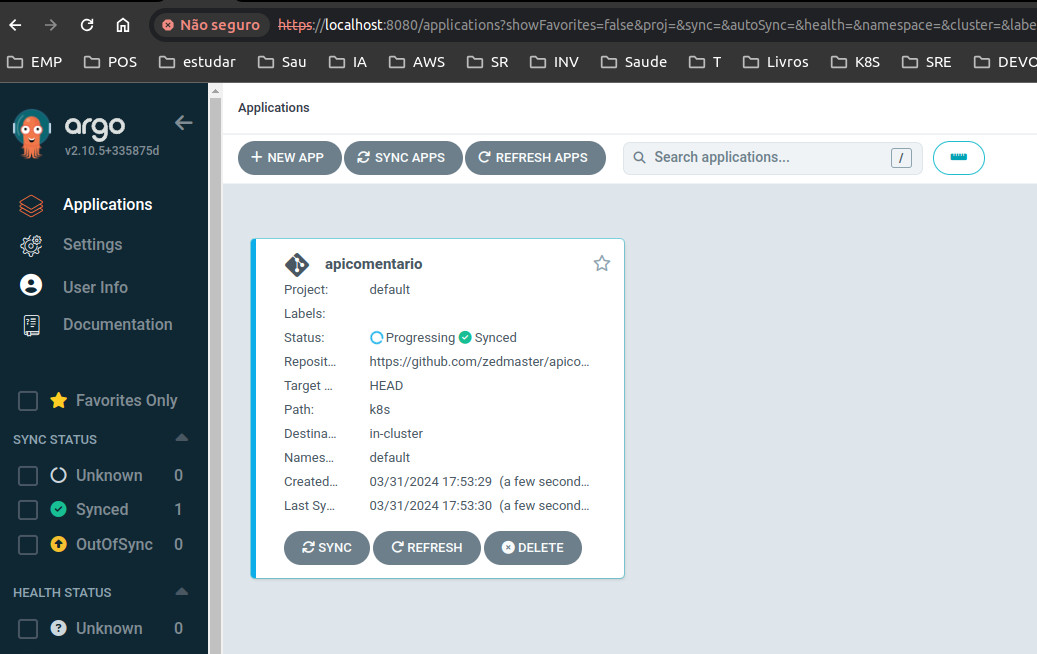 Não seguro https://localhost:8080/applications?showFavorites=false&proj=&sync=&autoSync=&health=&namespace=&cluster=&labe
EMP POS estudar Sau IA AWS SR INV Saude T Livros K8S SRE DEVO
argo
v2.10.5+335875d
Applications
Settings
User Info
Documentation
Favorites Only
SYNC STATUS
Unknown 0
Synced 1
OutOfSync 0
HEALTH STATUS
Unknown 0
Applications
+ NEW APP SYNC APPS REFRESH APPS Search applications... /
apicomentario
Project: default
Labels:
Status: Progressing Synced
Reposit... https://github.com/zedmaster/apico...
Target ... HEAD
Path: k8s
Destina... in-cluster
Names... default
Created... 03/31/2024 17:53:29 (a few second...
Last Sy... 03/31/2024 17:53:30 (a few second...
SYNC REFRESH DELETE